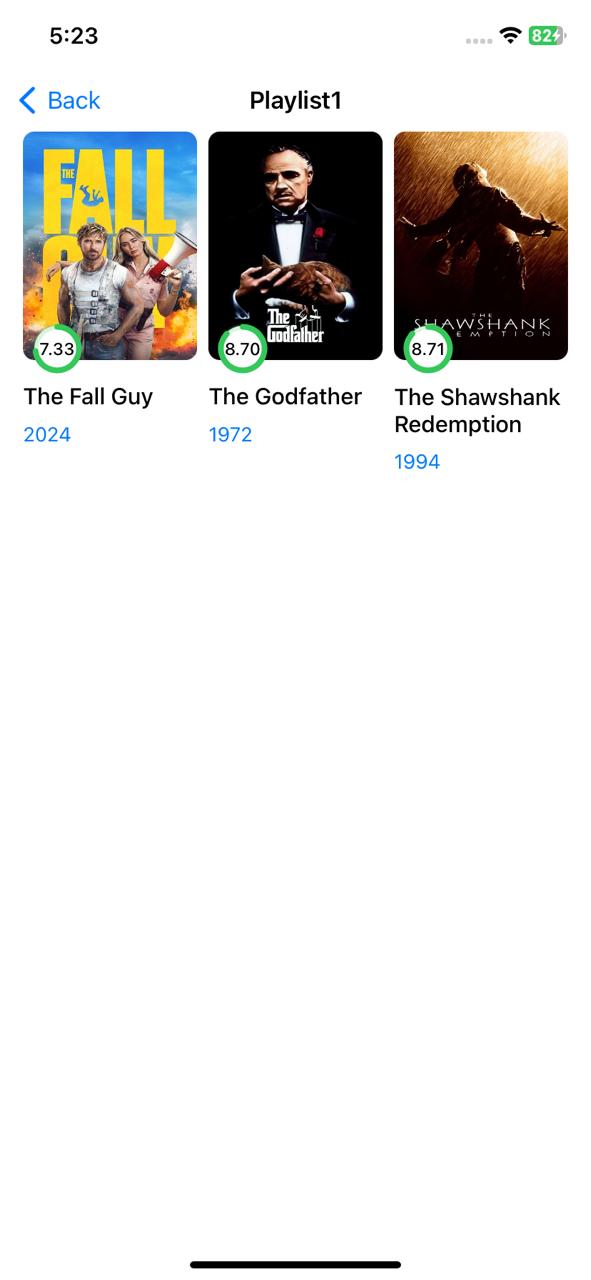 5:23
82
Back
Playlist1
THE
FALL
GUY
The
Godfather
THE
SHAWSHANK
EMPTION
7.33
8.70
8.71
The Fall Guy
The Godfather
The Shawshank
Redemption
2024
1972
1994